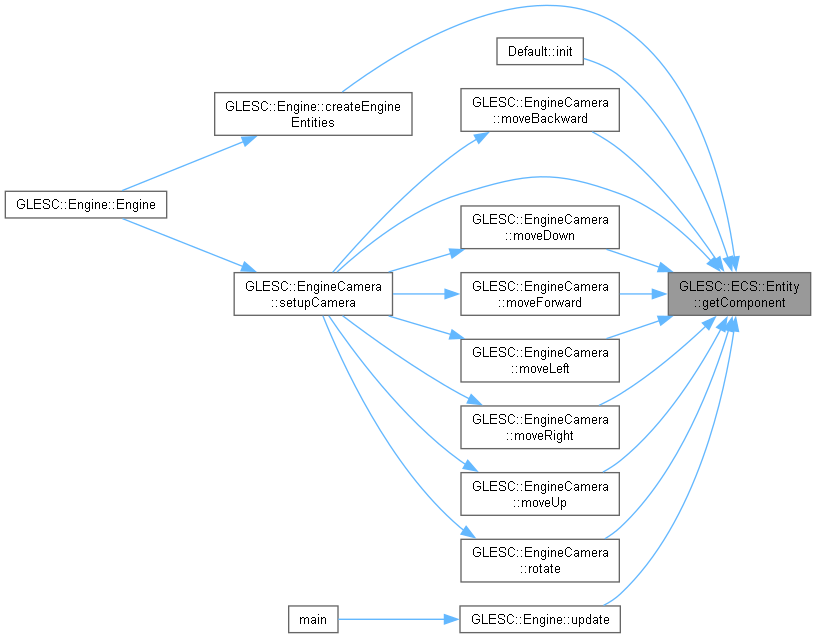 Default::init
GLESC::Engine::createEngine
Entities
GLESC::EngineCamera
::moveBackward
GLESC::Engine::Engine
GLESC::EngineCamera
::moveDown
GLESC::EngineCamera
::setupCamera
GLESC::EngineCamera
::moveForward
GLESC::ECS::Entity
::getComponent
GLESC::EngineCamera
::moveLeft
GLESC::EngineCamera
::moveRight
GLESC::EngineCamera
::moveUp
GLESC::EngineCamera
::rotate
main
GLESC::Engine::update